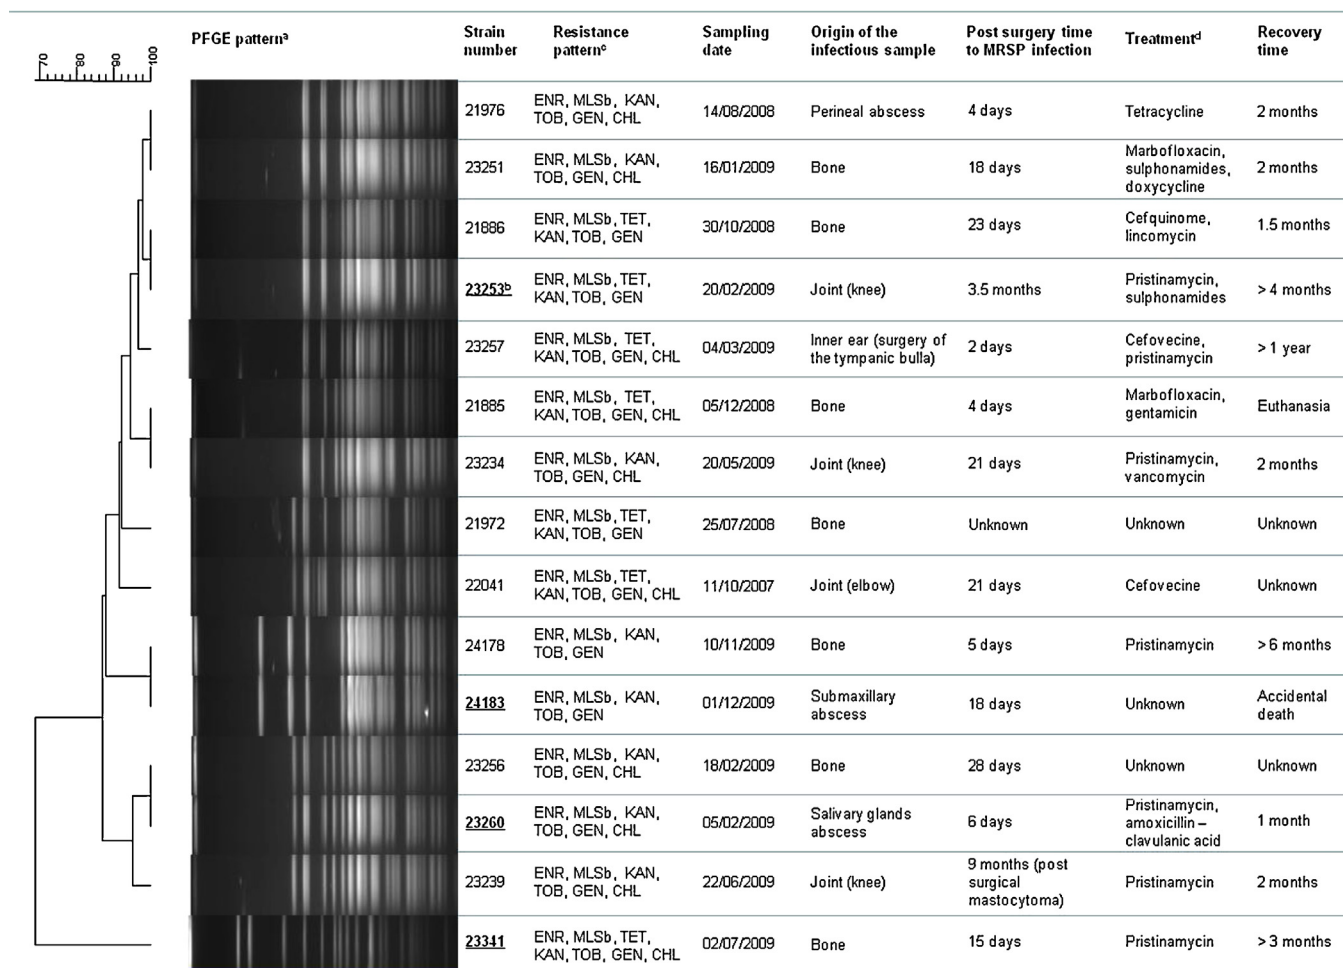 PFGE patternᵃ
Strain number
Resistance patternᶜ
Sampling date
Origin of the infectious sample
Post surgery time to MRSP infection
Treatmentᵈ
Recovery time
70 80 90 100
21976
ENR, MLSb, KAN,
TOB, GEN, CHL
14/08/2008
Perineal abscess
4 days
Tetracycline
2 months
23251
ENR, MLSb, KAN,
TOB, GEN, CHL
16/01/2009
Bone
18 days
Marbofloxacin,
sulphonamides,
doxycycline
2 months
21886
ENR, MLSb, TET,
KAN, TOB, GEN
30/10/2008
Bone
23 days
Cefquinome,
lincomycin
1.5 months
23253ᵇ
ENR, MLSb, TET,
KAN, TOB, GEN
20/02/2009
Joint (knee)
3.5 months
Pristinamycin,
sulphonamides
> 4 months
23257
ENR, MLSb, TET,
KAN, TOB, GEN, CHL
04/03/2009
Inner ear (surgery of
the tympanic bulla)
2 days
Cefovecine,
pristinamycin
> 1 year
21885
ENR, MLSb, TET,
KAN, TOB, GEN, CHL
05/12/2008
Bone
4 days
Marbofloxacin,
gentamicin
Euthanasia
23234
ENR, MLSb, KAN,
TOB, GEN, CHL
20/05/2009
Joint (knee)
21 days
Pristinamycin,
vancomycin
2 months
21972
ENR, MLSb, TET,
KAN, TOB, GEN
25/07/2008
Bone
Unknown
Unknown
Unknown
22041
ENR, MLSb, TET,
KAN, TOB, GEN, CHL
11/10/2007
Joint (elbow)
21 days
Cefovecine
Unknown
24178
ENR, MLSb, KAN,
TOB, GEN
10/11/2009
Bone
5 days
Pristinamycin
> 6 months
24183
ENR, MLSb, KAN,
TOB, GEN
01/12/2009
Submaxillary
abscess
18 days
Unknown
Accidental
death
23256
ENR, MLSb, KAN,
TOB, GEN, CHL
18/02/2009
Bone
28 days
Unknown
Unknown
23260
ENR, MLSb, KAN,
TOB, GEN, CHL
05/02/2009
Salivary glands
abscess
6 days
Pristinamycin,
amoxicillin –
clavulanic acid
1 month
23239
ENR, MLSb, KAN,
TOB, GEN, CHL
22/06/2009
Joint (knee)
9 months (post
surgical
mastocytoma)
Pristinamycin
2 months
23341
ENR, MLSb, TET,
KAN, TOB, GEN, CHL
02/07/2009
Bone
15 days
Pristinamycin
> 3 months